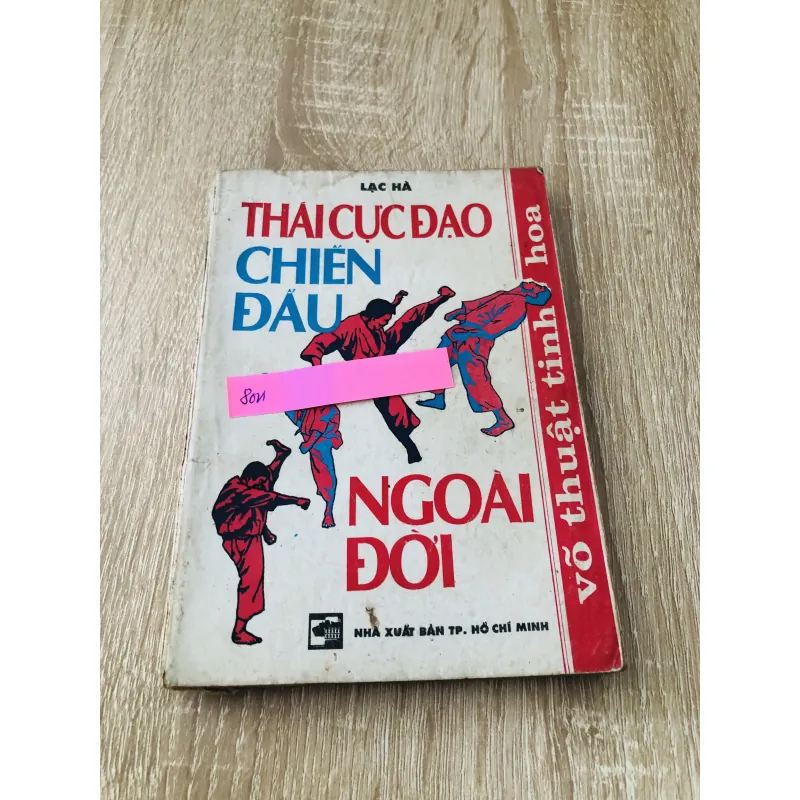 LẠC HÀ
THÁI CỰC ĐẠO
CHIẾN
ĐẤU
NGOÀI
ĐỜI
NHÀ XUẤT BẢN TP. HỒ CHÍ MINH
võ thuật tinh hoa
80N